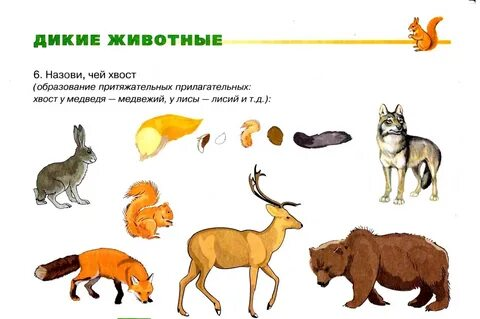 ДИКИЕ ЖИВОТНЫЕ
6. Назови, чей хвост
(образование притяжательных прилагательных:
хвост у медведя — медвежий, у лисы — лисий и т.д.):